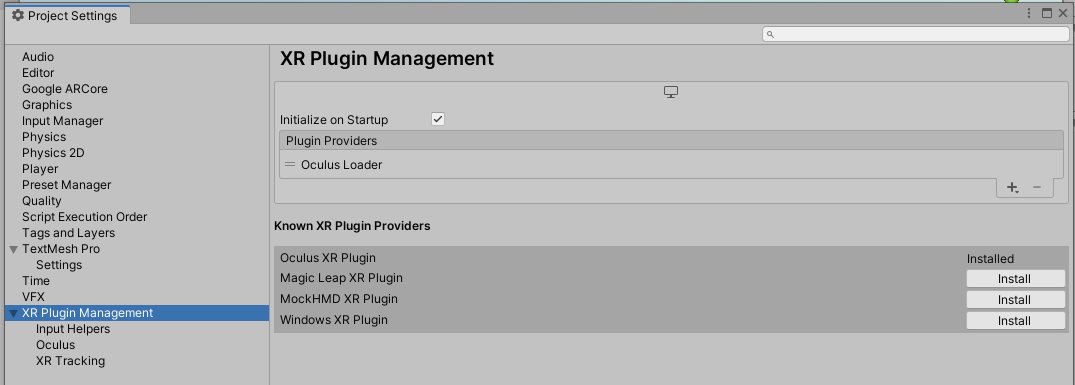 Project Settings
Audio
Editor
Google ARCore
Graphics
Input Manager
Physics
Physics 2D
Player
Preset Manager
Quality
Script Execution Order
Tags and Layers
TextMesh Pro
Settings
Time
VFX
XR Plugin Management
Input Helpers
Oculus
XR Tracking
XR Plugin Management
Initialize on Startup
Plugin Providers
Oculus Loader
Known XR Plugin Providers
Oculus XR Plugin Installed
Magic Leap XR Plugin Install
MockHMD XR Plugin Install
Windows XR Plugin Install